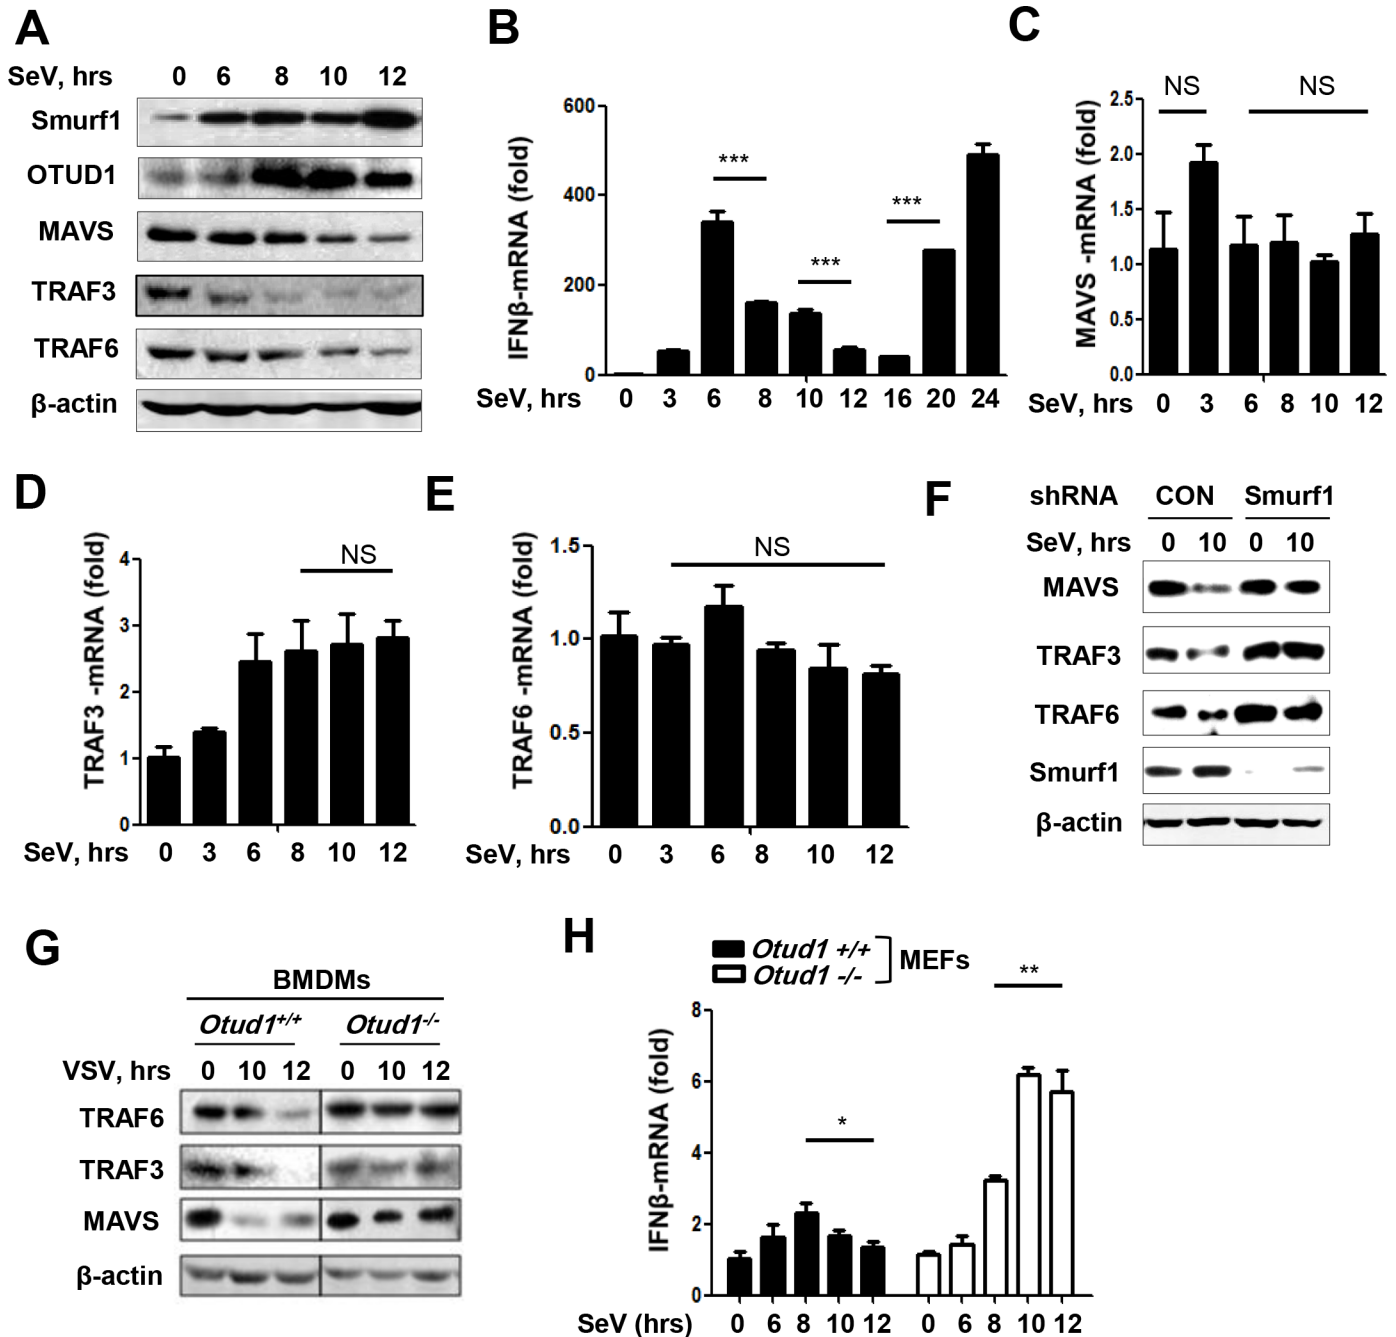 A
SeV, hrs 0 6 8 10 12
Smurf1
OTUD1
MAVS
TRAF3
TRAF6
β-actin
B
IFNβ-mRNA (fold)
600
400
200
0
***
***
***
SeV, hrs 0 3 6 8 10 12 16 20 24
C
MAVS -mRNA (fold)
2.5
2.0
1.5
1.0
0.5
0.0
NS
NS
SeV, hrs 0 3 6 8 10 12
D
TRAF3 -mRNA (fold)
4
3
2
1
0
NS
SeV, hrs 0 3 6 8 10 12
E
TRAF6 -mRNA (fold)
1.5
1.0
0.5
0.0
NS
SeV, hrs 0 3 6 8 10 12
F
shRNA CON Smurf1
SeV, hrs 0 10 0 10
MAVS
TRAF3
TRAF6
Smurf1
β-actin
G
BMDMs
Otud1+/+ Otud1-/-
VSV, hrs 0 10 12 0 10 12
TRAF6
TRAF3
MAVS
β-actin
H
Otud1 +/+
Otud1 -/-
MEFs
IFNβ-mRNA (fold)
8
6
4
2
0
*
**
SeV (hrs) 0 6 8 10 12 0 6 8 10 12